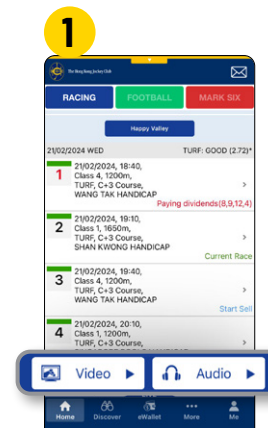 1
The Hong Kong Jockey Club
RACING
FOOTBALL
MARK SIX
Happy Valley
21/02/2024 WED
TURF: GOOD (2.72)*
1
21/02/2024, 18:40,
Class 4, 1200m,
TURF, C+3 Course,
WANG TAK HANDICAP
Paying dividends(8,9,12,4)
2
21/02/2024, 19:10,
Class 1, 1650m,
TURF, C+3 Course,
SHAN KWONG HANDICAP
Current Race
3
21/02/2024, 19:40,
Class 4, 1200m,
TURF, C+3 Course,
WANG TAK HANDICAP
Start Sell
4
21/02/2024, 20:10,
Class 1, 1200m,
TURF, C+3 Course,
Video
Audio
Home
Discover
eWallet
More
Me